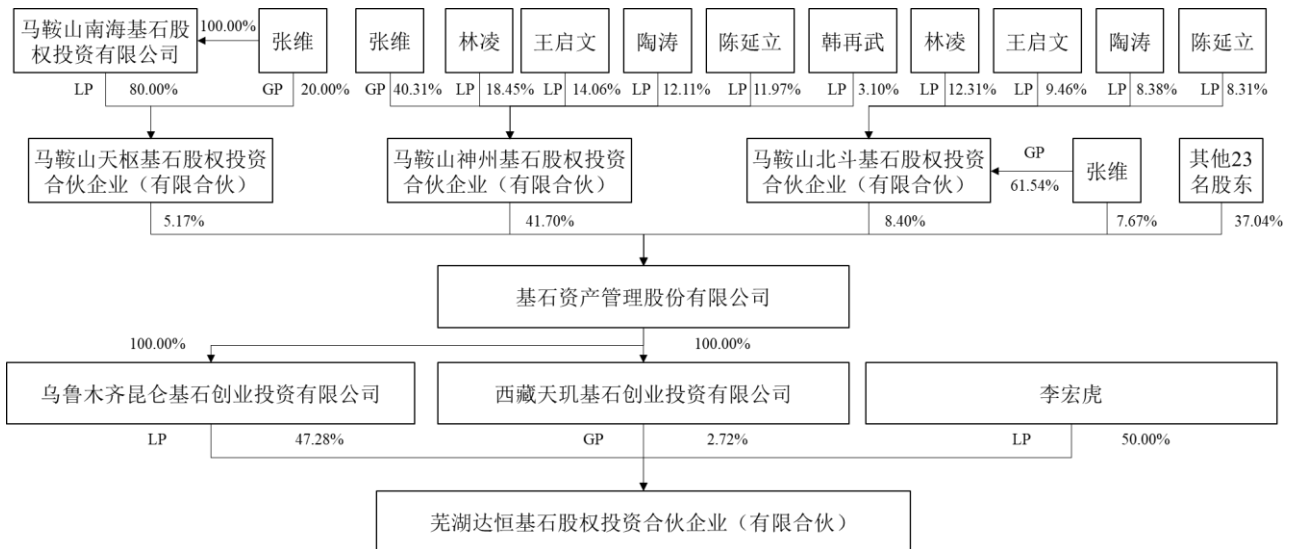 马鞍山南海基石股
权投资有限公司
100.00%
张维
张维
林凌
王启文
陶涛
陈延立
韩再武
林凌
王启文
陶涛
陈延立
LP
80.00%
GP
20.00%
GP
40.31%
LP
18.45%
LP
14.06%
LP
12.11%
LP
11.97%
LP
3.10%
LP
12.31%
LP
9.46%
LP
8.38%
LP
8.31%
马鞍山天枢基石股权投资
合伙企业（有限合伙）
马鞍山神州基石股权投资
合伙企业（有限合伙）
马鞍山北斗基石股权投资
合伙企业（有限合伙）
GP
61.54%
张维
其他23
名股东
5.17%
41.70%
8.40%
7.67%
37.04%
基石资产管理股份有限公司
100.00%
100.00%
乌鲁木齐昆仑基石创业投资有限公司
西藏天玑基石创业投资有限公司
李宏虎
LP
47.28%
GP
2.72%
LP
50.00%
芜湖达恒基石股权投资合伙企业（有限合伙）